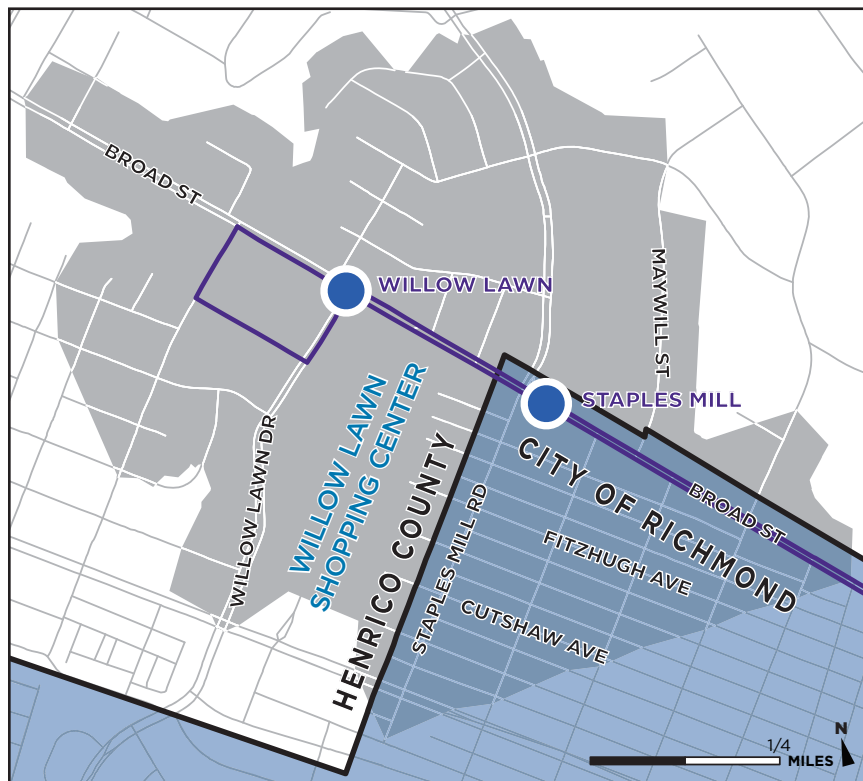 BROAD ST
WILLOW LAWN
MAYWILL ST
STAPLES MILL
WILLOW LAWN
SHOPPING CENTER
WILLOW LAWN DR
HENRICO COUNTY
STAPLES MILL RD
CITY OF RICHMOND
BROAD ST
FITZHUGH AVE
CUTSHAW AVE
N
1/4
MILES